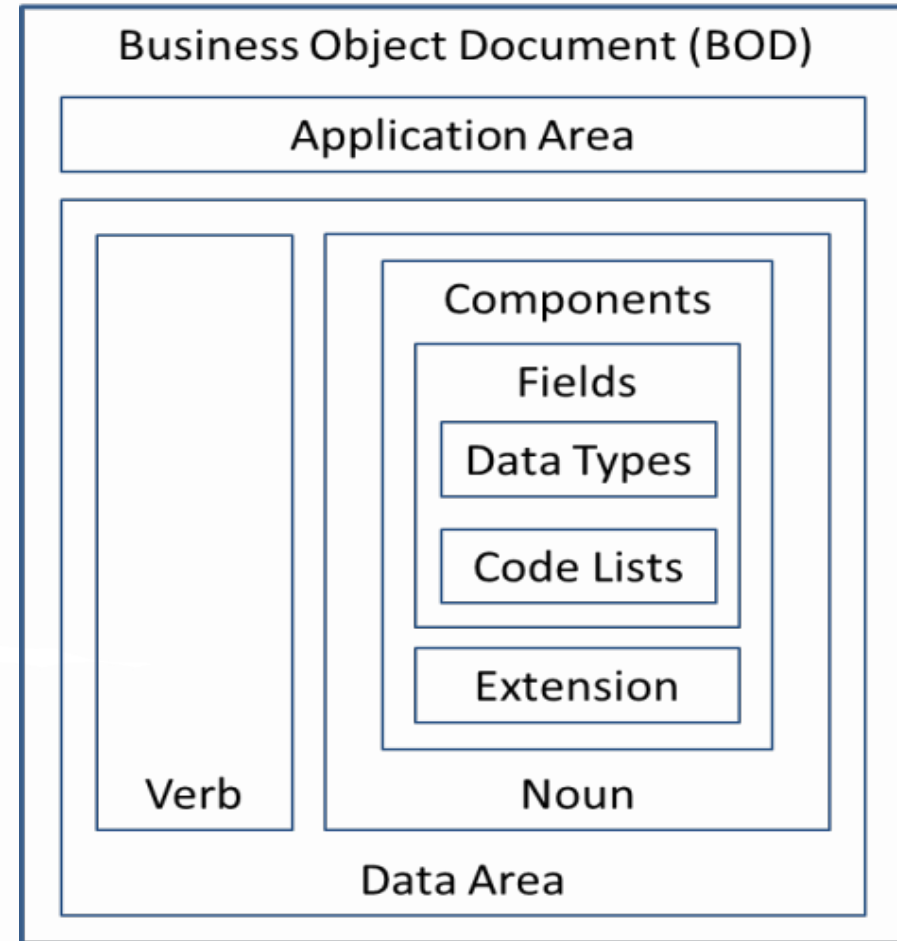 Business Object Document (BOD)
Application Area
Components
Fields
Data Types
Code Lists
Extension
Verb
Noun
Data Area